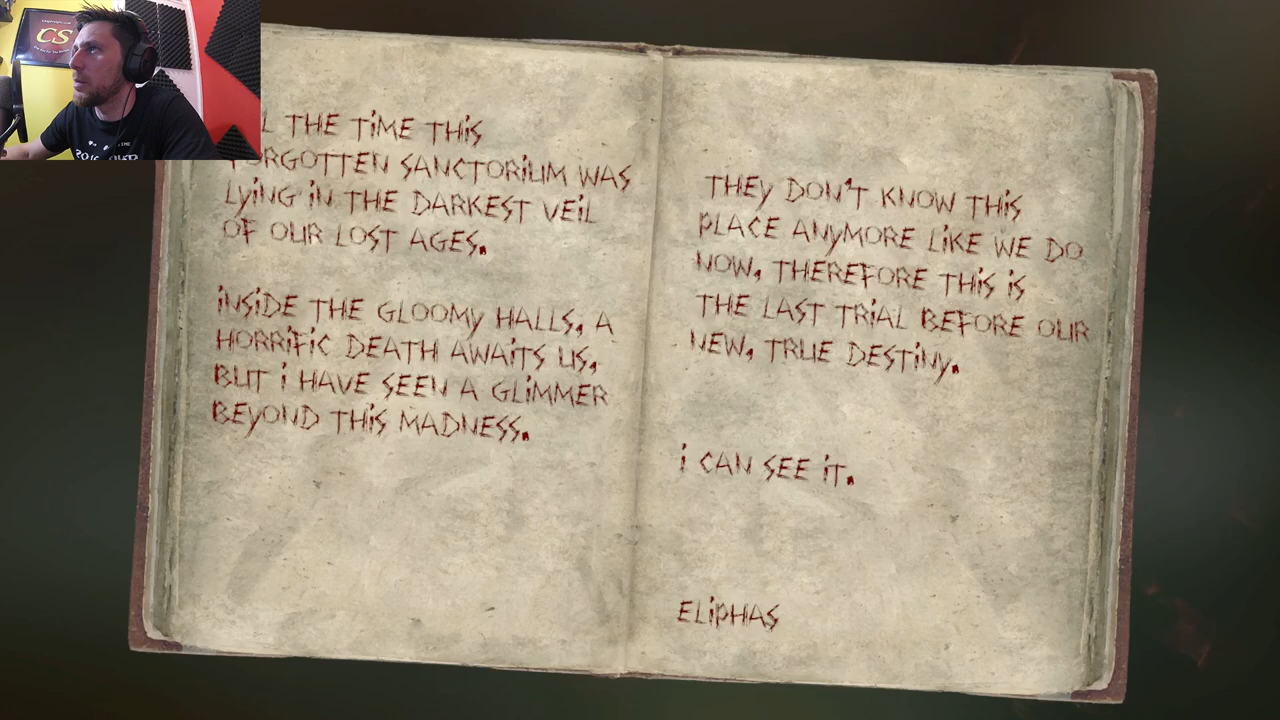 CS
L THE TIME THIS
ORGOTTEN SANCTORIUM WAS
LYING IN THE DARKEST VEIL
OF OUR LOST AGES.
INSIDE THE GLOOMY HALLS, A
HORRIFIC DEATH AWAITS US,
BUT I HAVE SEEN A GLIMMER
BEYOND THIS MADNESS.
THEY DON'T KNOW THIS
PLACE ANYMORE LIKE WE DO
NOW, THEREFORE THIS IS
THE LAST TRIAL BEFORE OUR
NEW, TRUE DESTINY.
I CAN SEE IT.
ELIPHAS